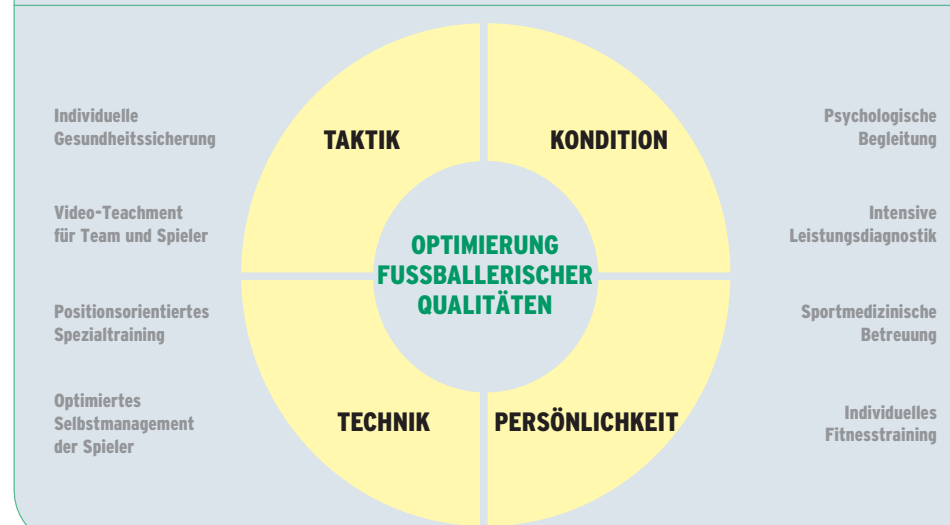 Individuelle
Gesundheitssicherung
Video-Teachment
für Team und Spieler
Positionsorientiertes
Spezialtraining
Optimiertes
Selbstmanagement
der Spieler
TAKTIK
KONDITION
OPTIMIERUNG
FUSSBALLERISCHER
QUALITÄTEN
TECHNIK
PERSÖNLICHKEIT
Psychologische
Begleitung
Intensive
Leistungsdiagnostik
Sportmedizinische
Betreuung
Individuelles
Fitnesstraining